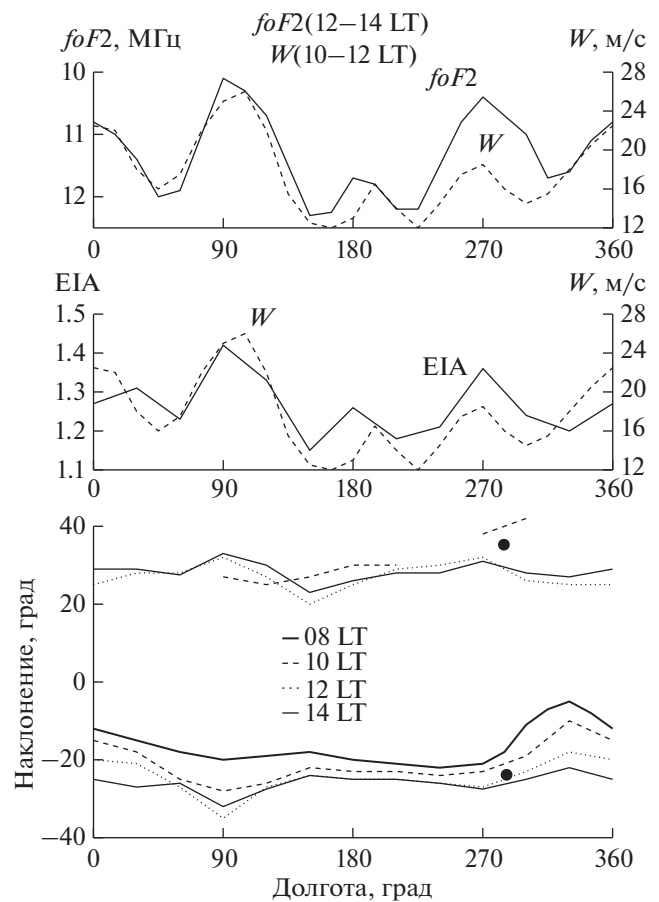 foF2(12–14 LT)
foF2, МГц W(10–12 LT) W, м/с
10 28
foF2
24
11 20
W
16
12
12
0 90 180 270 360
EIA W, м/с
1.5 28
W
1.4 24
EIA
1.3 20
1.2 16
1.1 12
0 90 180 270 360
40
20
08 LT
10 LT
0
12 LT
14 LT
−20
−40
0 90 180 270 360
Наклонение, град
Долгота, град